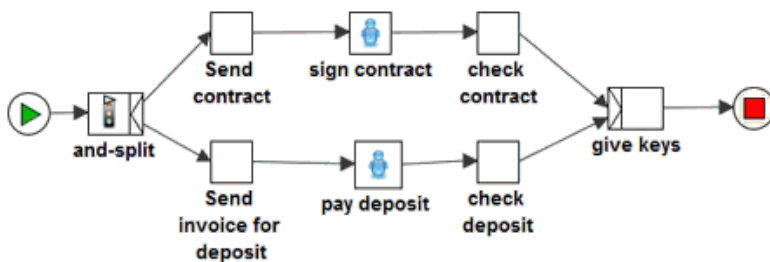 Send
contract
sign contract
check
contract
and-split
give keys
Send
invoice for
deposit
pay deposit
check
deposit